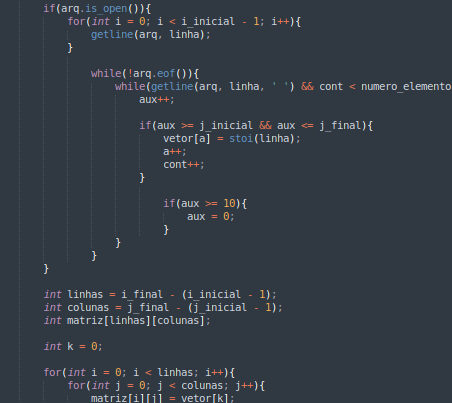 if(arq.is_open()){
for(int i = 0; i < i_inicial - 1; i++){
getline(arq, linha);
}
while(!arq.eof()){
while(getline(arq, linha, ' ') && cont < numero_elemento
aux++;
if(aux >= j_inicial && aux <= j_final){
vetor[a] = stoi(linha);
a++;
cont++;
}
if(aux >= 10){
aux = 0;
}
}
}
}
int linhas = i_final - (i_inicial - 1);
int colunas = j_final - (j_inicial - 1);
int matriz[linhas][colunas];
int k = 0;
for(int i = 0; i < linhas; i++){
for(int j = 0; j < colunas; j++){
matriz[i][j] = vetor[k];